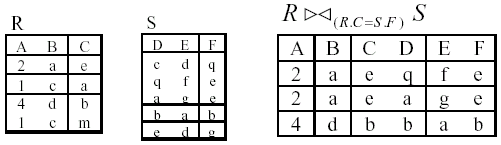 R
A B C
2 a e
1 c a
4 d b
1 c m
S
D E F
c d q
q f e
a g e
b a b
e d g
R ⋈ (R.C=S.F) S
A B C D E F
2 a e q f e
2 a e a g e
4 d b b a b